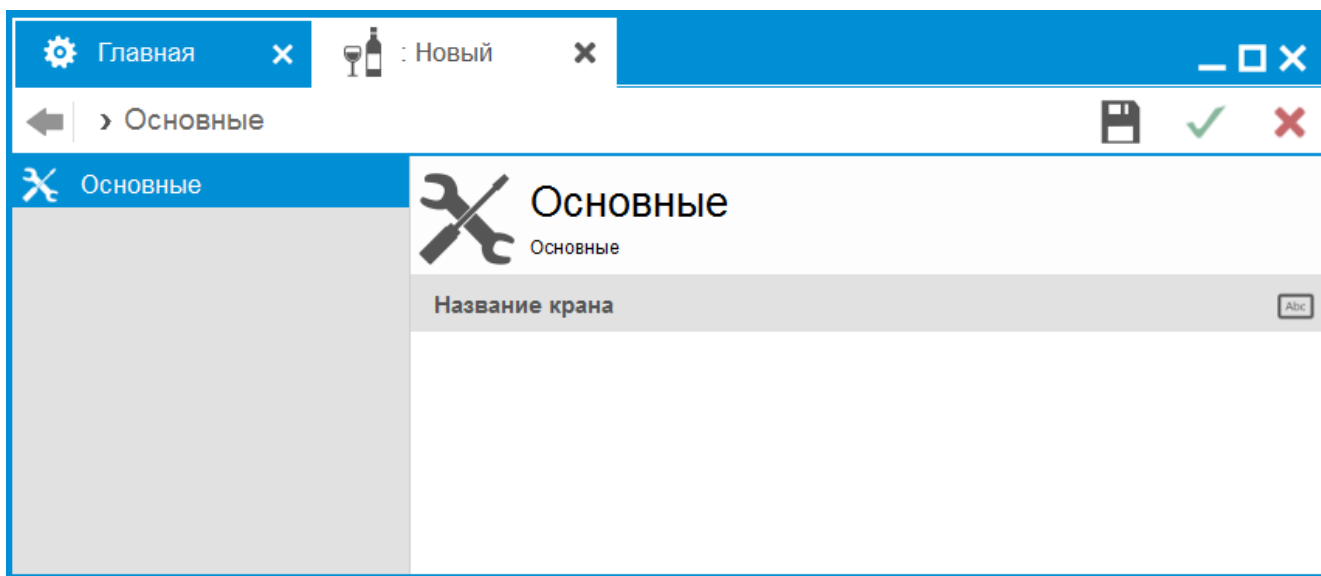 Главная
: Новый
Основные
Основные
Основные
Основные
Название крана
Abc